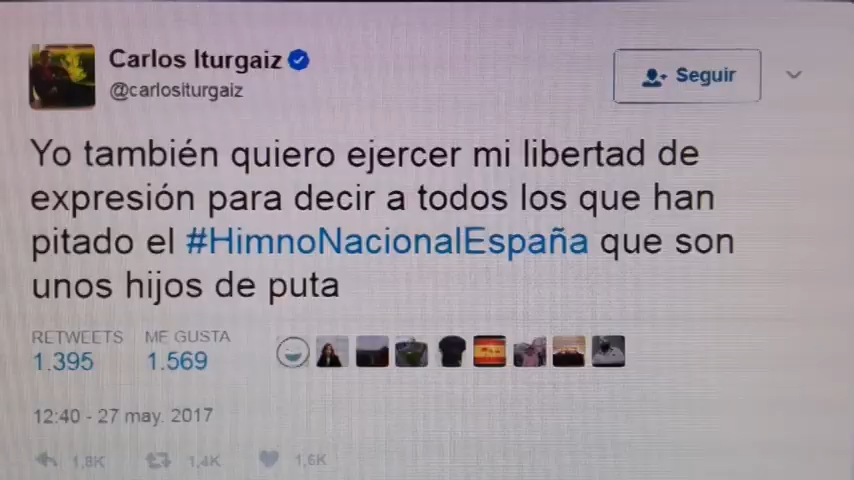 Carlos Iturgaiz
@carlositurgaiz
Seguir
Yo también quiero ejercer mi libertad de
expresión para decir a todos los que han
pitado el #HimnoNacionalEspaña que son
unos hijos de puta
RETWEETS ME GUSTA
1.395 1.569
12:40 - 27 may. 2017
1,8K 1,4K 1,6K